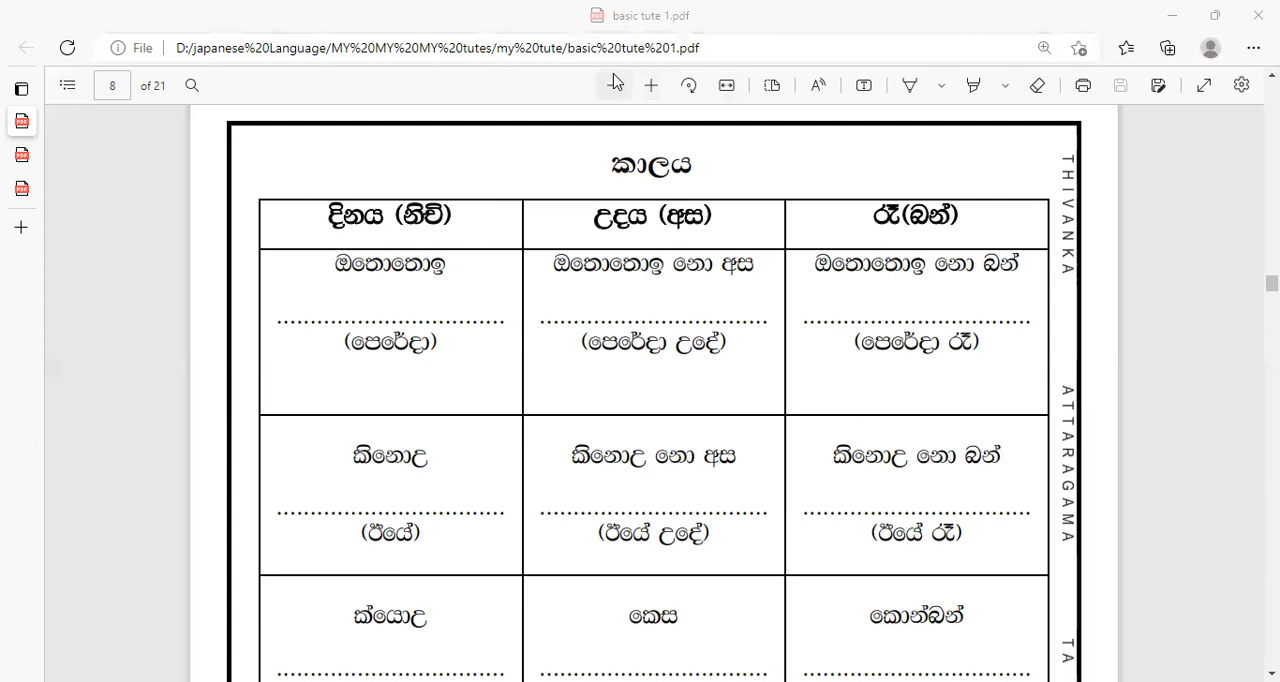 basic tute 1.pdf
File D:/japanese%20Language/MY%20MY%20MY%20tutes/my%20tute/basic%20tute%201.pdf
8 of 21
කාලය
දිනය (නිචි) උදය (අස) රෑ(බන්)
ඔතොතොඉ ඔතොතොඉ නො අස ඔතොතොඉ නො බන්
.................................. .................................. ..................................
(පෙරේදා) (පෙරේදා උදේ) (පෙරේදා රෑ)
කිනොඋ කිනොඋ නො අස කිනොඋ නො බන්
.................................. .................................. ..................................
(ඊයේ) (ඊයේ උදේ) (ඊයේ රෑ)
ක්යොඋ කෙස කොන්බන්
.................................. .................................. ..................................
THIVANKA
ATTARAGAMA
TA